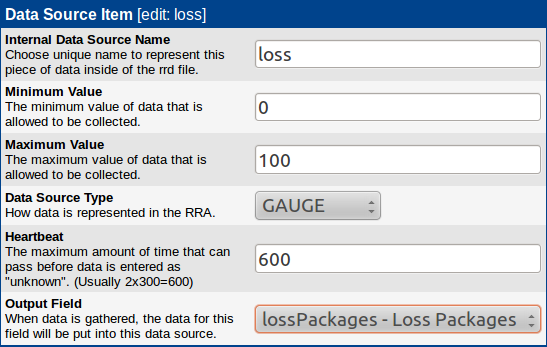 Data Source Item [edit: loss]
Internal Data Source Name
Choose unique name to represent this
piece of data inside of the rrd file.
loss
Minimum Value
The minimum value of data that is
allowed to be collected.
0
Maximum Value
The maximum value of data that is
allowed to be collected.
100
Data Source Type
How data is represented in the RRA.
GAUGE
Heartbeat
The maximum amount of time that can
pass before data is entered as
"unknown". (Usually 2x300=600)
600
Output Field
When data is gathered, the data for this
field will be put into this data source.
lossPackages - Loss Packages